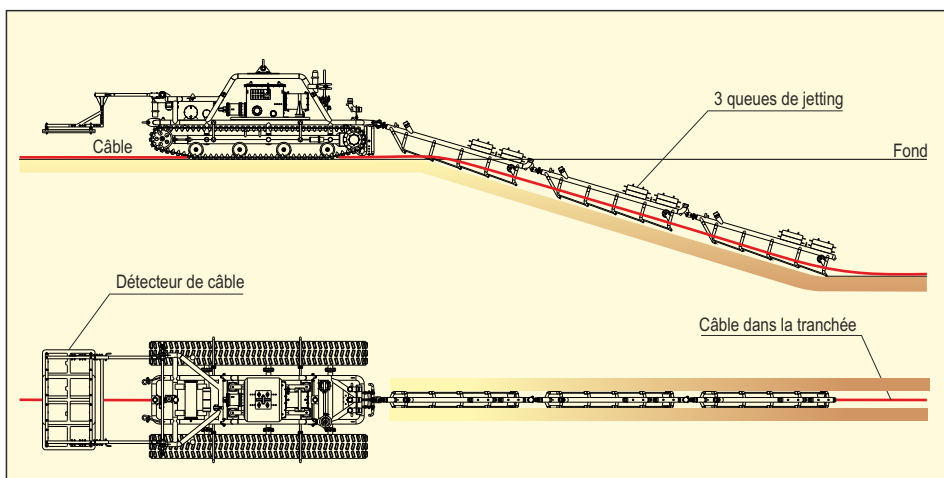 3 queues de jetting
Câble
Fond
Détecteur de câble
Câble dans la tranchée